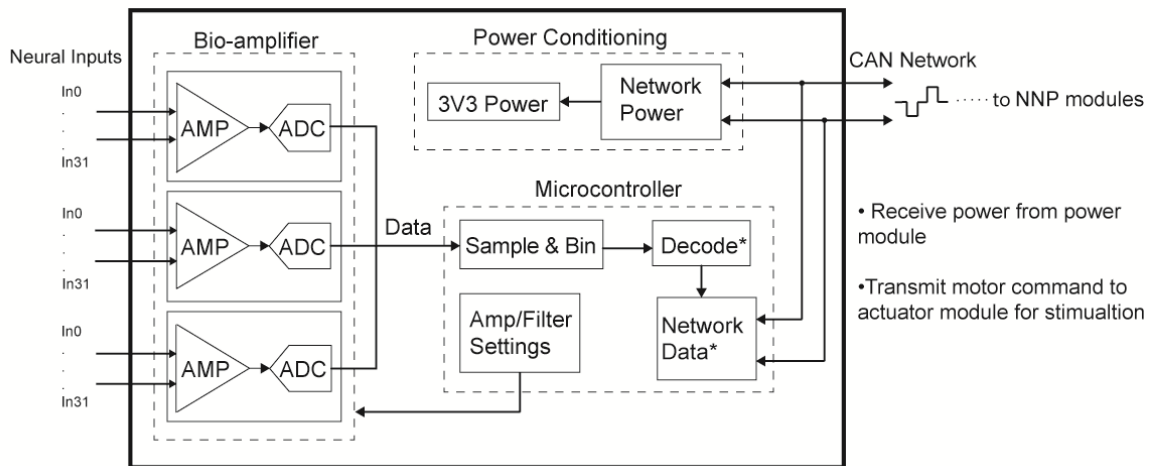 Neural Inputs
Bio-amplifier
In0
.
.
In31
AMP
ADC
In0
.
.
In31
AMP
ADC
In0
.
.
In31
AMP
ADC
Data
Power Conditioning
3V3 Power
Network
Power
Microcontroller
Sample & Bin
Decode*
Amp/Filter
Settings
Network
Data*
CAN Network
····· to NNP modules
• Receive power from power
module
•Transmit motor command to
actuator module for stimualtion